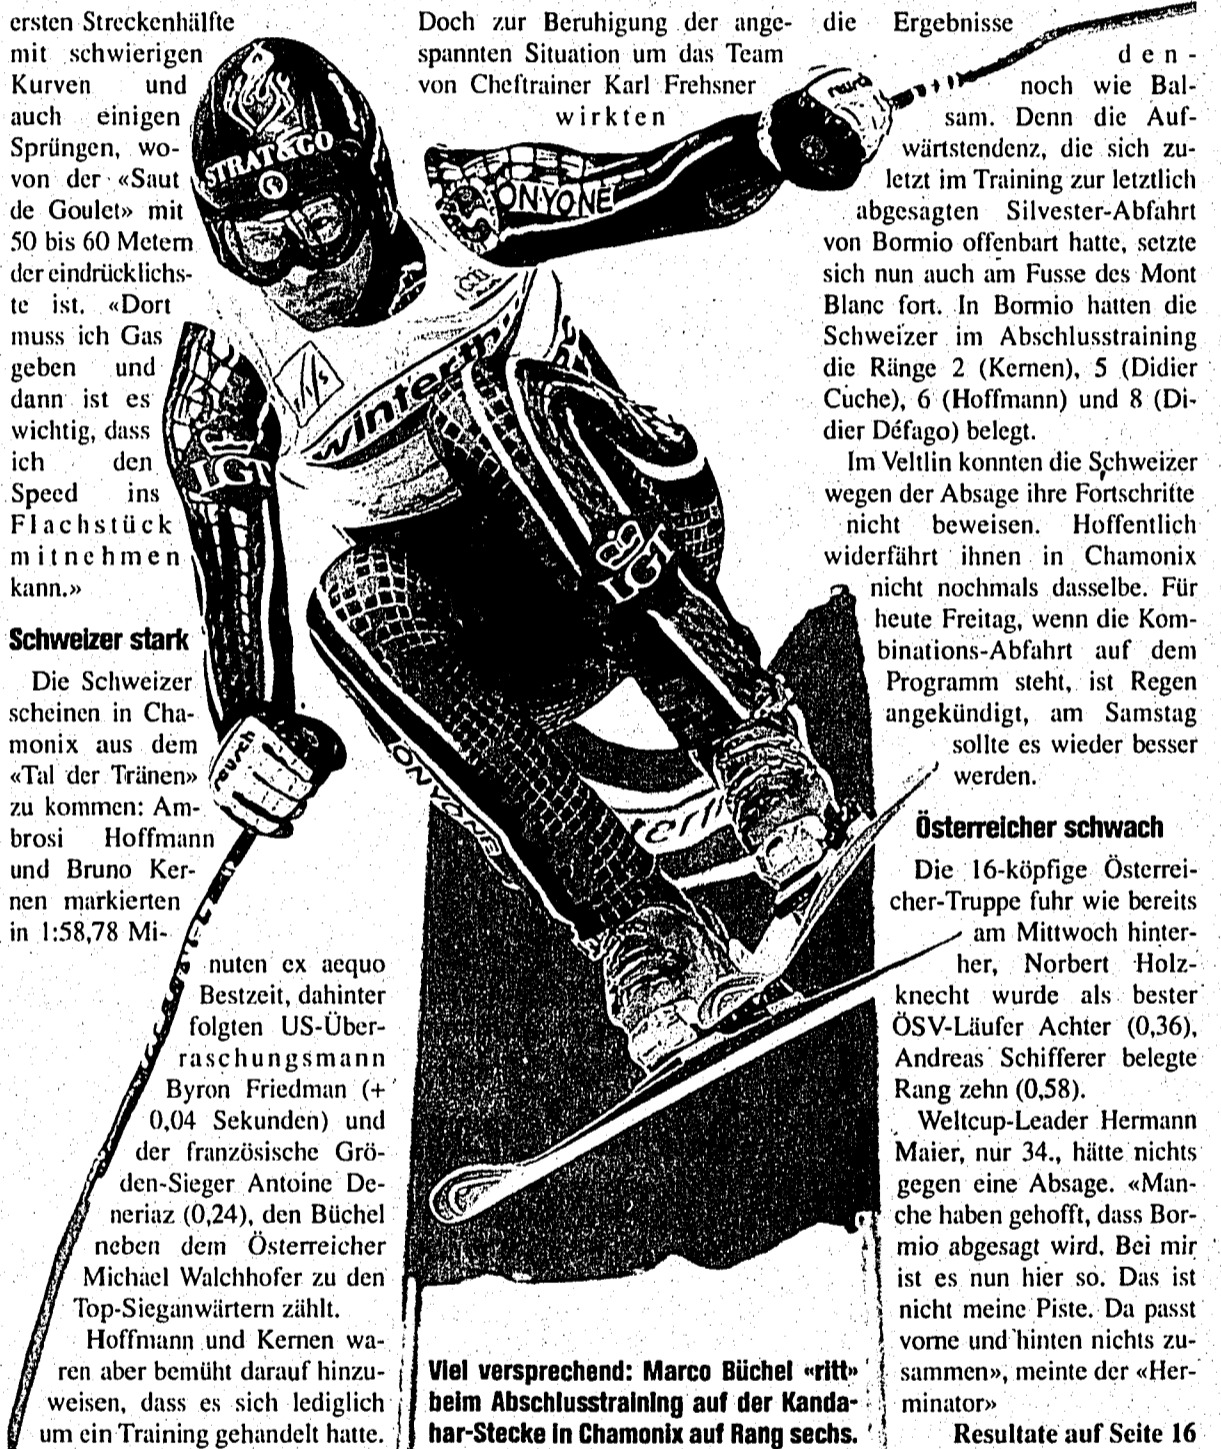 ersten Streckenhälfte
mit schwierigen
Kurven und
auch einigen
Sprüngen, wo-
von der «Saut
de Goulet» mit
50 bis 60 Metern
der eindrücklichs-
te ist. «Dort
muss ich Gas
geben und
dann ist es
wichtig, dass
ich den
Speed ins
Flachstück
mitnehmen
kann.»
Schweizer stark
Die Schweizer
scheinen in Cha-
monix aus dem
«Tal der Tränen»
zu kommen: Am-
brosi Hoffmann
und Bruno Ker-
nen markierten
in 1:58,78 Mi-
nuten ex aequo
Bestzeit, dahinter
folgten US-Über-
raschungsmann
Byron Friedman (+
0,04 Sekunden) und
der französische Grö-
den-Sieger Antoine De-
neriaz (0,24), den Büchel
neben dem Österreicher
Michael Walchhofer zu den
Top-Sieganwärtern zählt.
Hoffmann und Kernen wa-
ren aber bemüht darauf hinzu-
weisen, dass es sich lediglich
um ein Training gehandelt hatte.
Doch zur Beruhigung der ange-
spannten Situation um das Team
von Cheftrainer Karl Frehsner
wirkten
die Ergebnisse
den-
noch wie Bal-
sam. Denn die Auf-
wärtstendenz, die sich zu-
letzt im Training zur letztlich
abgesagten Silvester-Abfahrt
von Bormio offenbart hatte, setzte
sich nun auch am Fusse des Mont
Blanc fort. In Bormio hatten die
Schweizer im Abschlusstraining
die Ränge 2 (Kernen), 5 (Didier
Cuche), 6 (Hoffmann) und 8 (Di-
dier Défago) belegt.
Im Veltlin konnten die Schweizer
wegen der Absage ihre Fortschritte
nicht beweisen. Hoffentlich
widerfährt ihnen in Chamonix
nicht nochmals dasselbe. Für
heute Freitag, wenn die Kom-
binations-Abfahrt auf dem
Programm steht, ist Regen
angekündigt, am Samstag
sollte es wieder besser
werden.
Österreicher schwach
Die 16-köpfige Österrei-
cher-Truppe fuhr wie bereits
am Mittwoch hinter-
her, Norbert Holz-
knecht wurde als bester
ÖSV-Läufer Achter (0,36),
Andreas Schifferer belegte
Rang zehn (0,58).
Weltcup-Leader Hermann
Maier, nur 34., hätte nichts
gegen eine Absage. «Man-
che haben gehofft, dass Bor-
mio abgesagt wird. Bei mir
ist es nun hier so. Das ist
nicht meine Piste. Da passt
vorne und hinten nichts zu-
sammen», meinte der «Her-
minator»
Resultate auf Seite 16
STRAT&GO
ONYONE
reusch
winterth
fis
LGT
LGT
reusch
ONYONE
terth
Viel versprechend: Marco Büchel «ritt»
beim Abschlusstraining auf der Kanda-
har-Stecke in Chamonix auf Rang sechs.